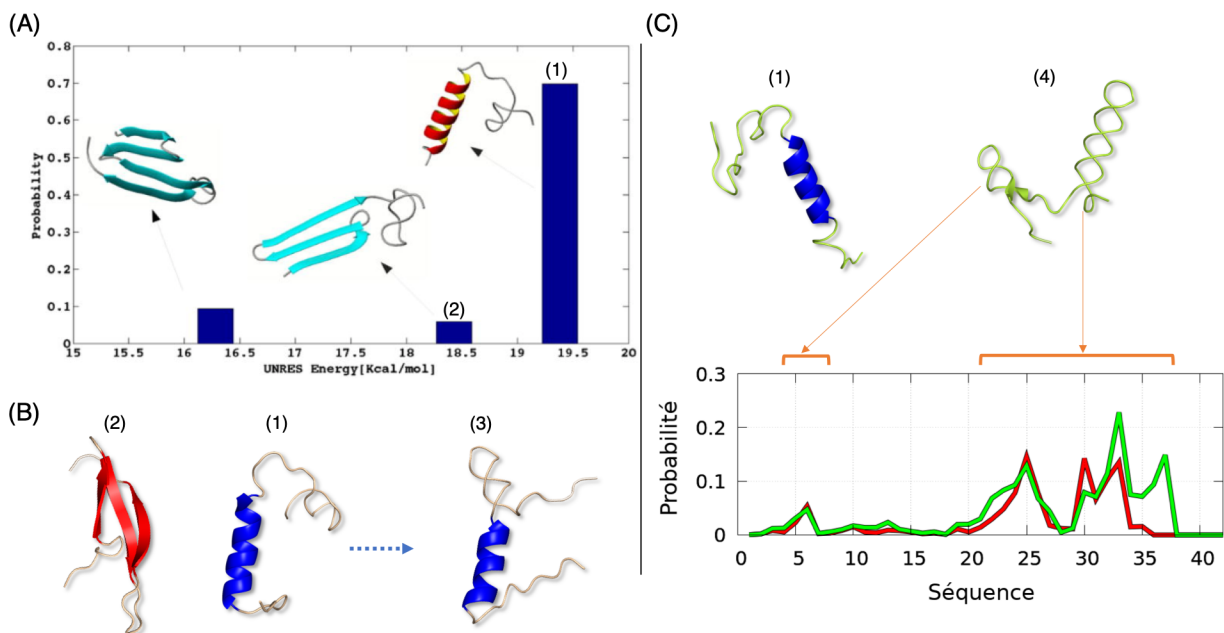 (A)
0.8
0.7
0.6
0.5
0.4
0.3
0.2
0.1
0
Probability
(1)
(2)
15 15.5 16 16.5 17 17.5 18 18.5 19 19.5 20
UNRES Energy[Kcal/mol]
(B)
(2) (1) (3)
(C)
(1) (4)
0.3
0.2
0.1
0
Probabilité
0 5 10 15 20 25 30 35 40
Séquence